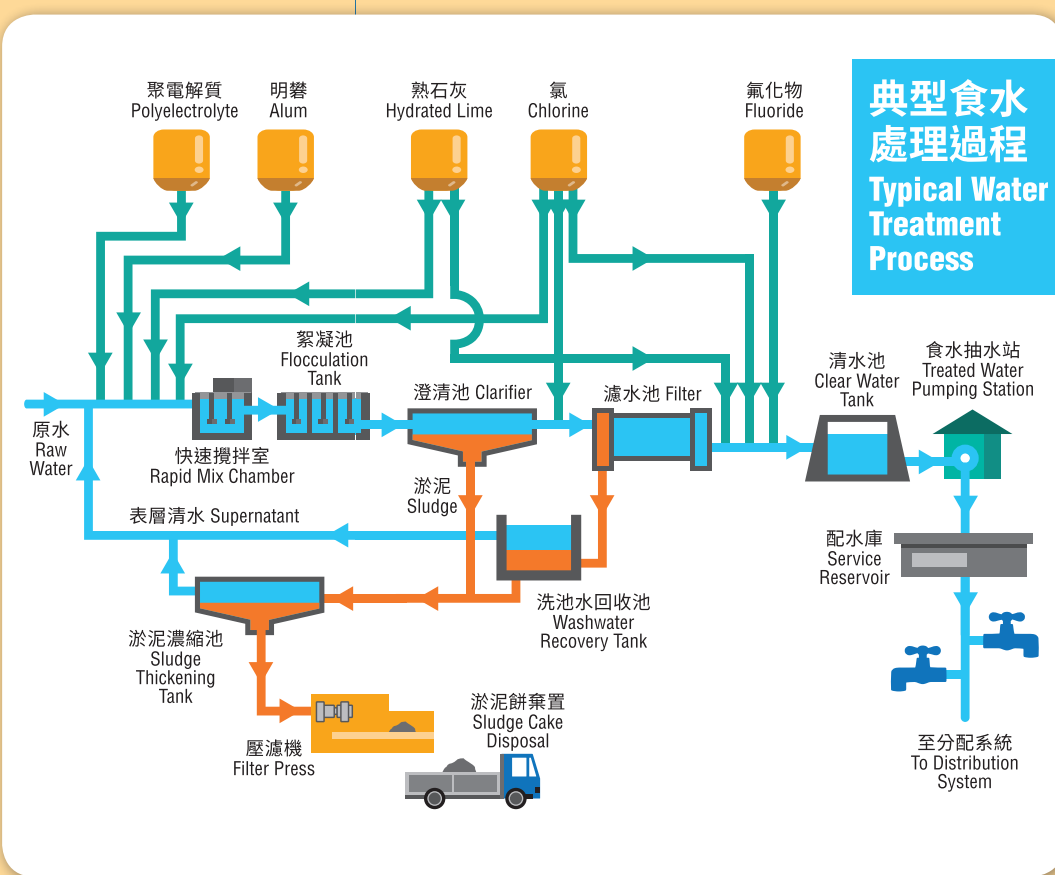 聚電解質
Polyelectrolyte
明礬
Alum
熟石灰
Hydrated Lime
氯
Chlorine
氟化物
Fluoride
典型食水
處理過程
Typical Water
Treatment
Process
絮凝池
Flocculation
Tank
澄清池 Clarifier
濾水池 Filter
清水池
Clear Water
Tank
食水抽水站
Treated Water
Pumping Station
原水
Raw
Water
快速攪拌室
Rapid Mix Chamber
淤泥
Sludge
表層清水 Supernatant
配水庫
Service
Reservoir
洗池水回收池
Washwater
Recovery Tank
淤泥濃縮池
Sludge
Thickening
Tank
壓濾機
Filter Press
淤泥餅棄置
Sludge Cake
Disposal
至分配系統
To Distribution
System